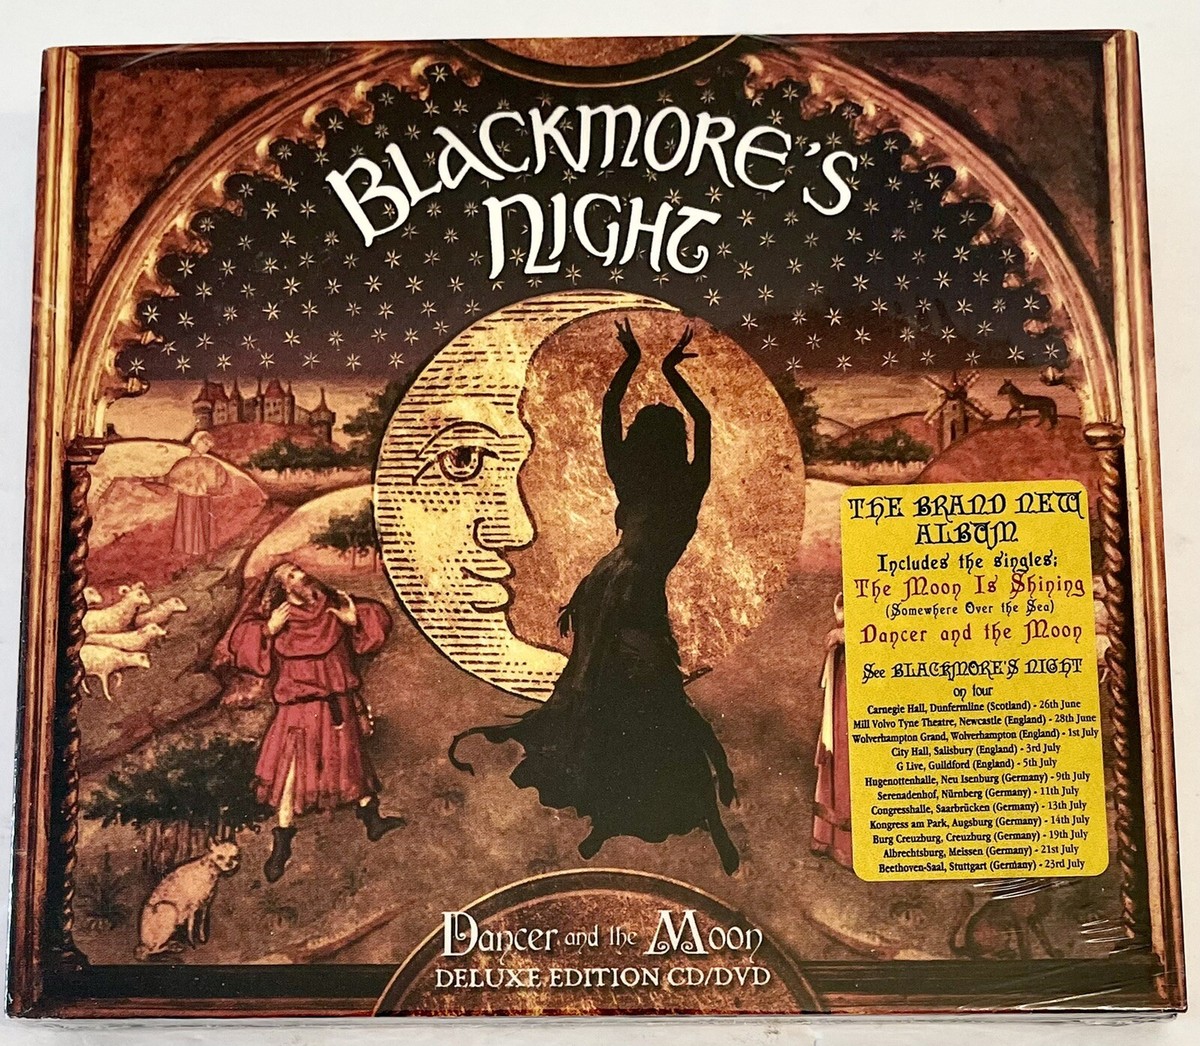 BLACKMORE'S
NIGHT
THE BRAND NEW
ALBUM
Includes the singles;
The Moon Is Shining
(Somewhere Over the Sea)
Dancer and the Moon
See BLACKMORE'S NIGHT
on tour
Carnegie Hall, Dunfermline (Scotland) - 26th June
Mill Volvo Tyne Theatre, Newcastle (England) - 28th June
Wolverhampton Grand, Wolverhampton (England) - 1st July
City Hall, Salisbury (England) - 3rd July
G Live, Guildford (England) - 5th July
Hugenottenhalle, Neu Isenburg (Germany) - 9th July
Serenadenhof, Nürnberg (Germany) - 11th July
Congresshalle, Saarbrücken (Germany) - 13th July
Kongress am Park, Augsburg (Germany) - 14th July
Burg Creuzburg, Creuzburg (Germany) - 19th July
Albrechtsburg, Meissen (Germany) - 21st July
Beethoven-Saal, Stuttgart (Germany) - 23rd July
Dancer and the Moon
DELUXE EDITION CD/DVD